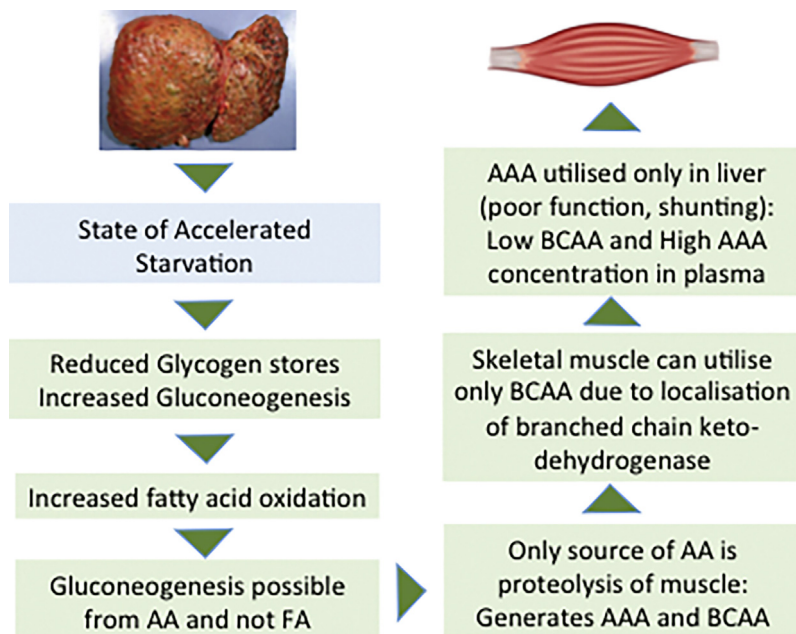 State of Accelerated
Starvation
Reduced Glycogen stores
Increased Gluconeogenesis
Increased fatty acid oxidation
Gluconeogenesis possible
from AA and not FA
Only source of AA is
proteolysis of muscle:
Generates AAA and BCAA
Skeletal muscle can utilise
only BCAA due to localisation
of branched chain keto-
dehydrogenase
AAA utilised only in liver
(poor function, shunting):
Low BCAA and High AAA
concentration in plasma